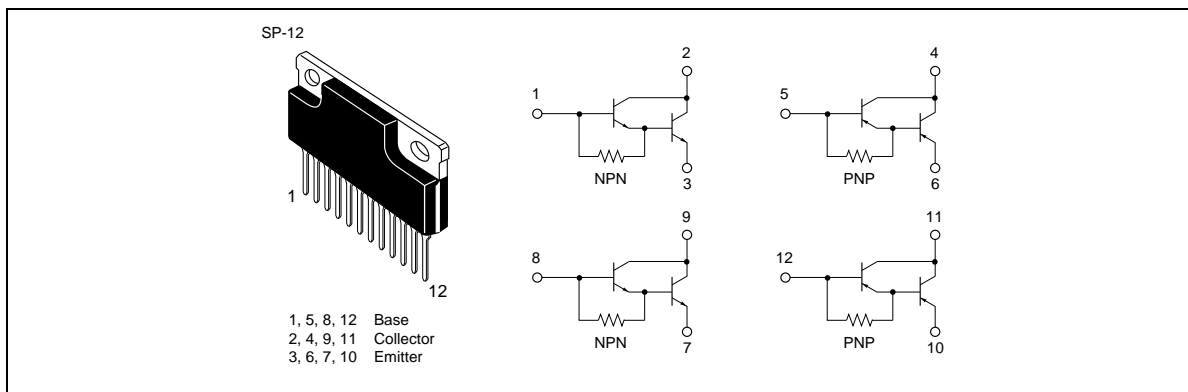 SP-12
1
12
1, 5, 8, 12 Base
2, 4, 9, 11 Collector
3, 6, 7, 10 Emitter
2
1
NPN
3
4
5
PNP
6
9
8
NPN
7
11
12
PNP
10